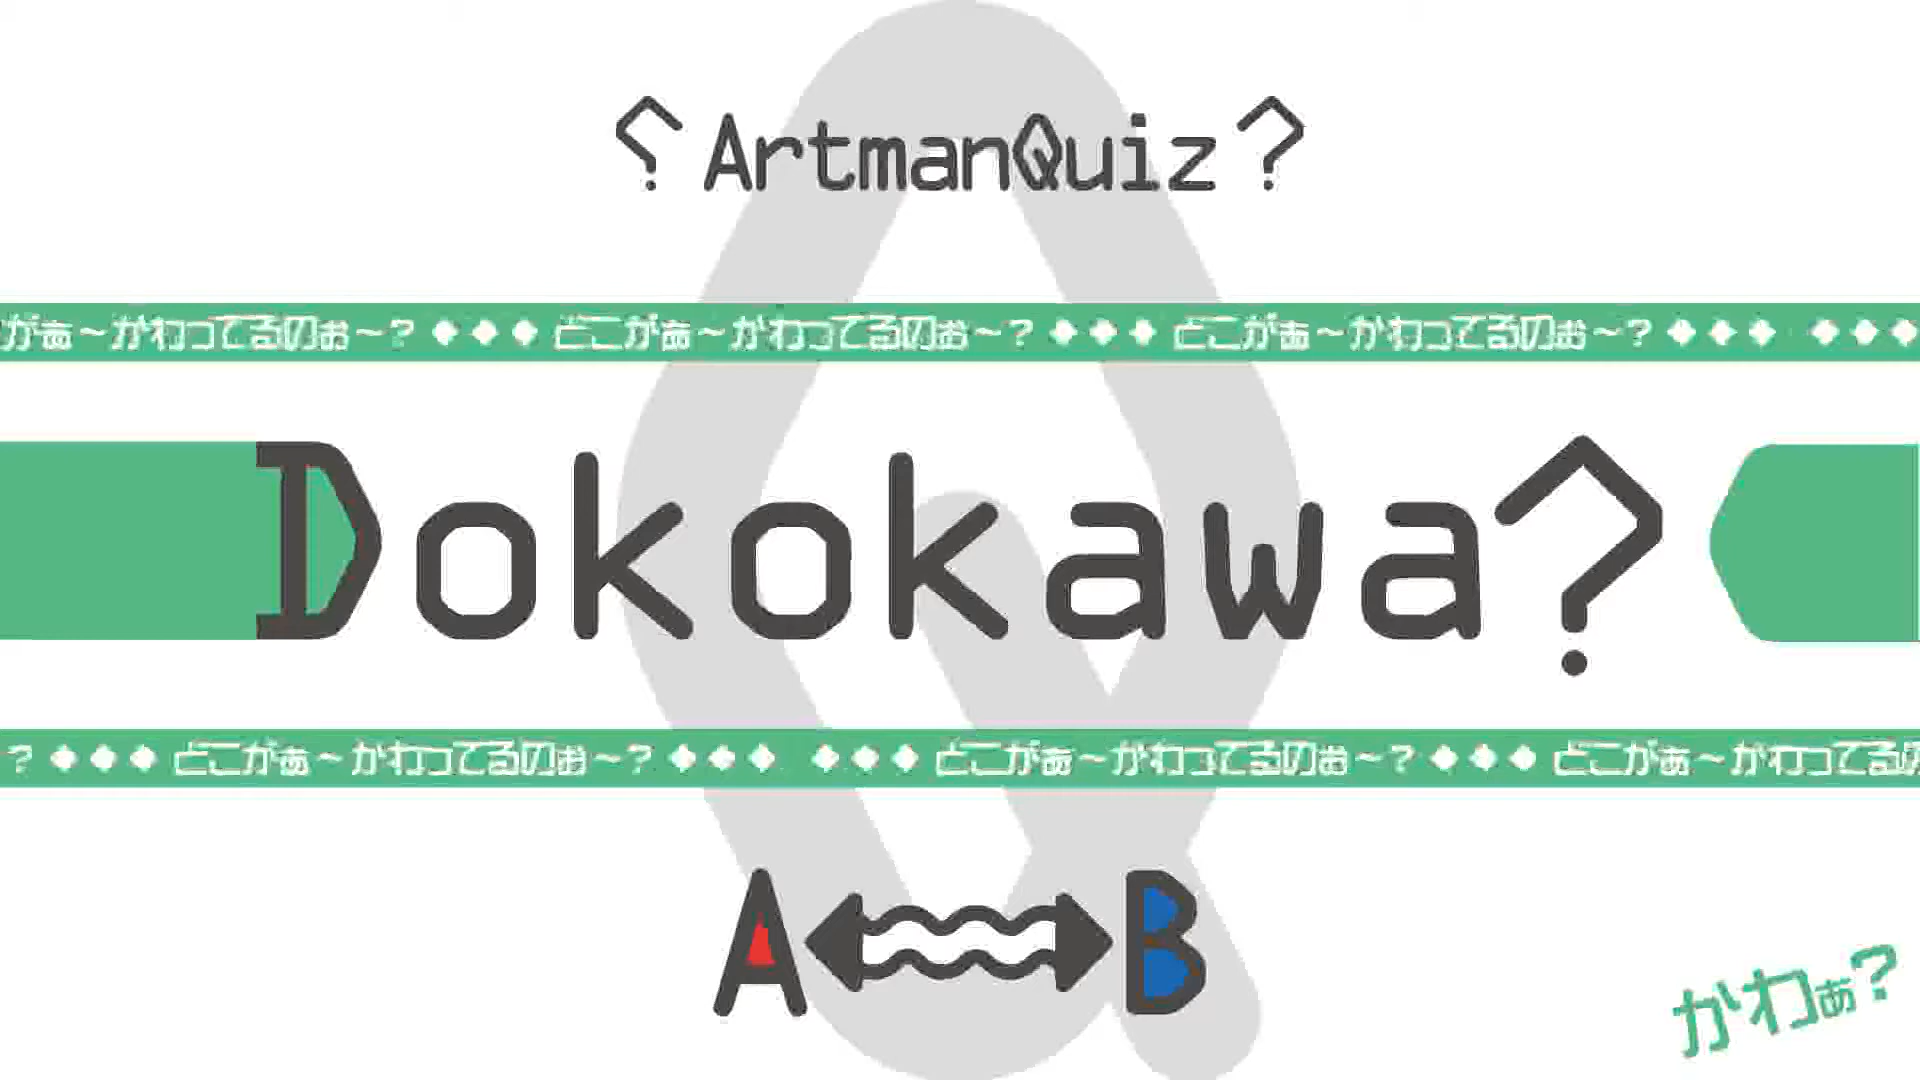 ?ArtmanQuiz?
がぁ～かわってるのぉ～?◆◆◆どこがぁ～かわってるのぉ～?◆◆◆どこがぁ～かわってるのぉ～?◆◆◆ ◆◆◆
Dokokawa?
?◆◆◆どこがぁ～かわってるのぉ～?◆◆◆ ◆◆◆どこがぁ～かわってるのぉ～?◆◆◆どこがぁ～かわってるの
A B
かわぁ?